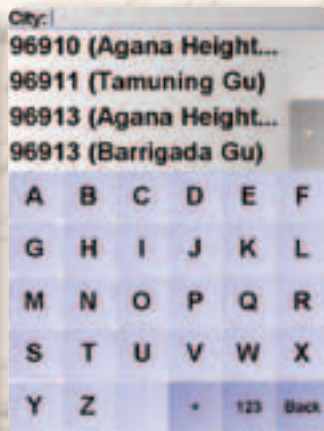 City:
96910 (Agana Height...
96911 (Tamuning Gu)
96913 (Agana Height...
96913 (Barrigada Gu)
A B C D E F
G H I J K L
M N O P Q R
S T U V W X
Y Z 123 Back